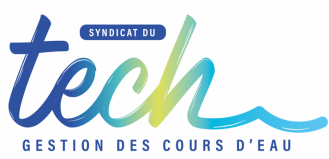 SYNDICAT DU
tech
GESTION DES COURS D'EAU